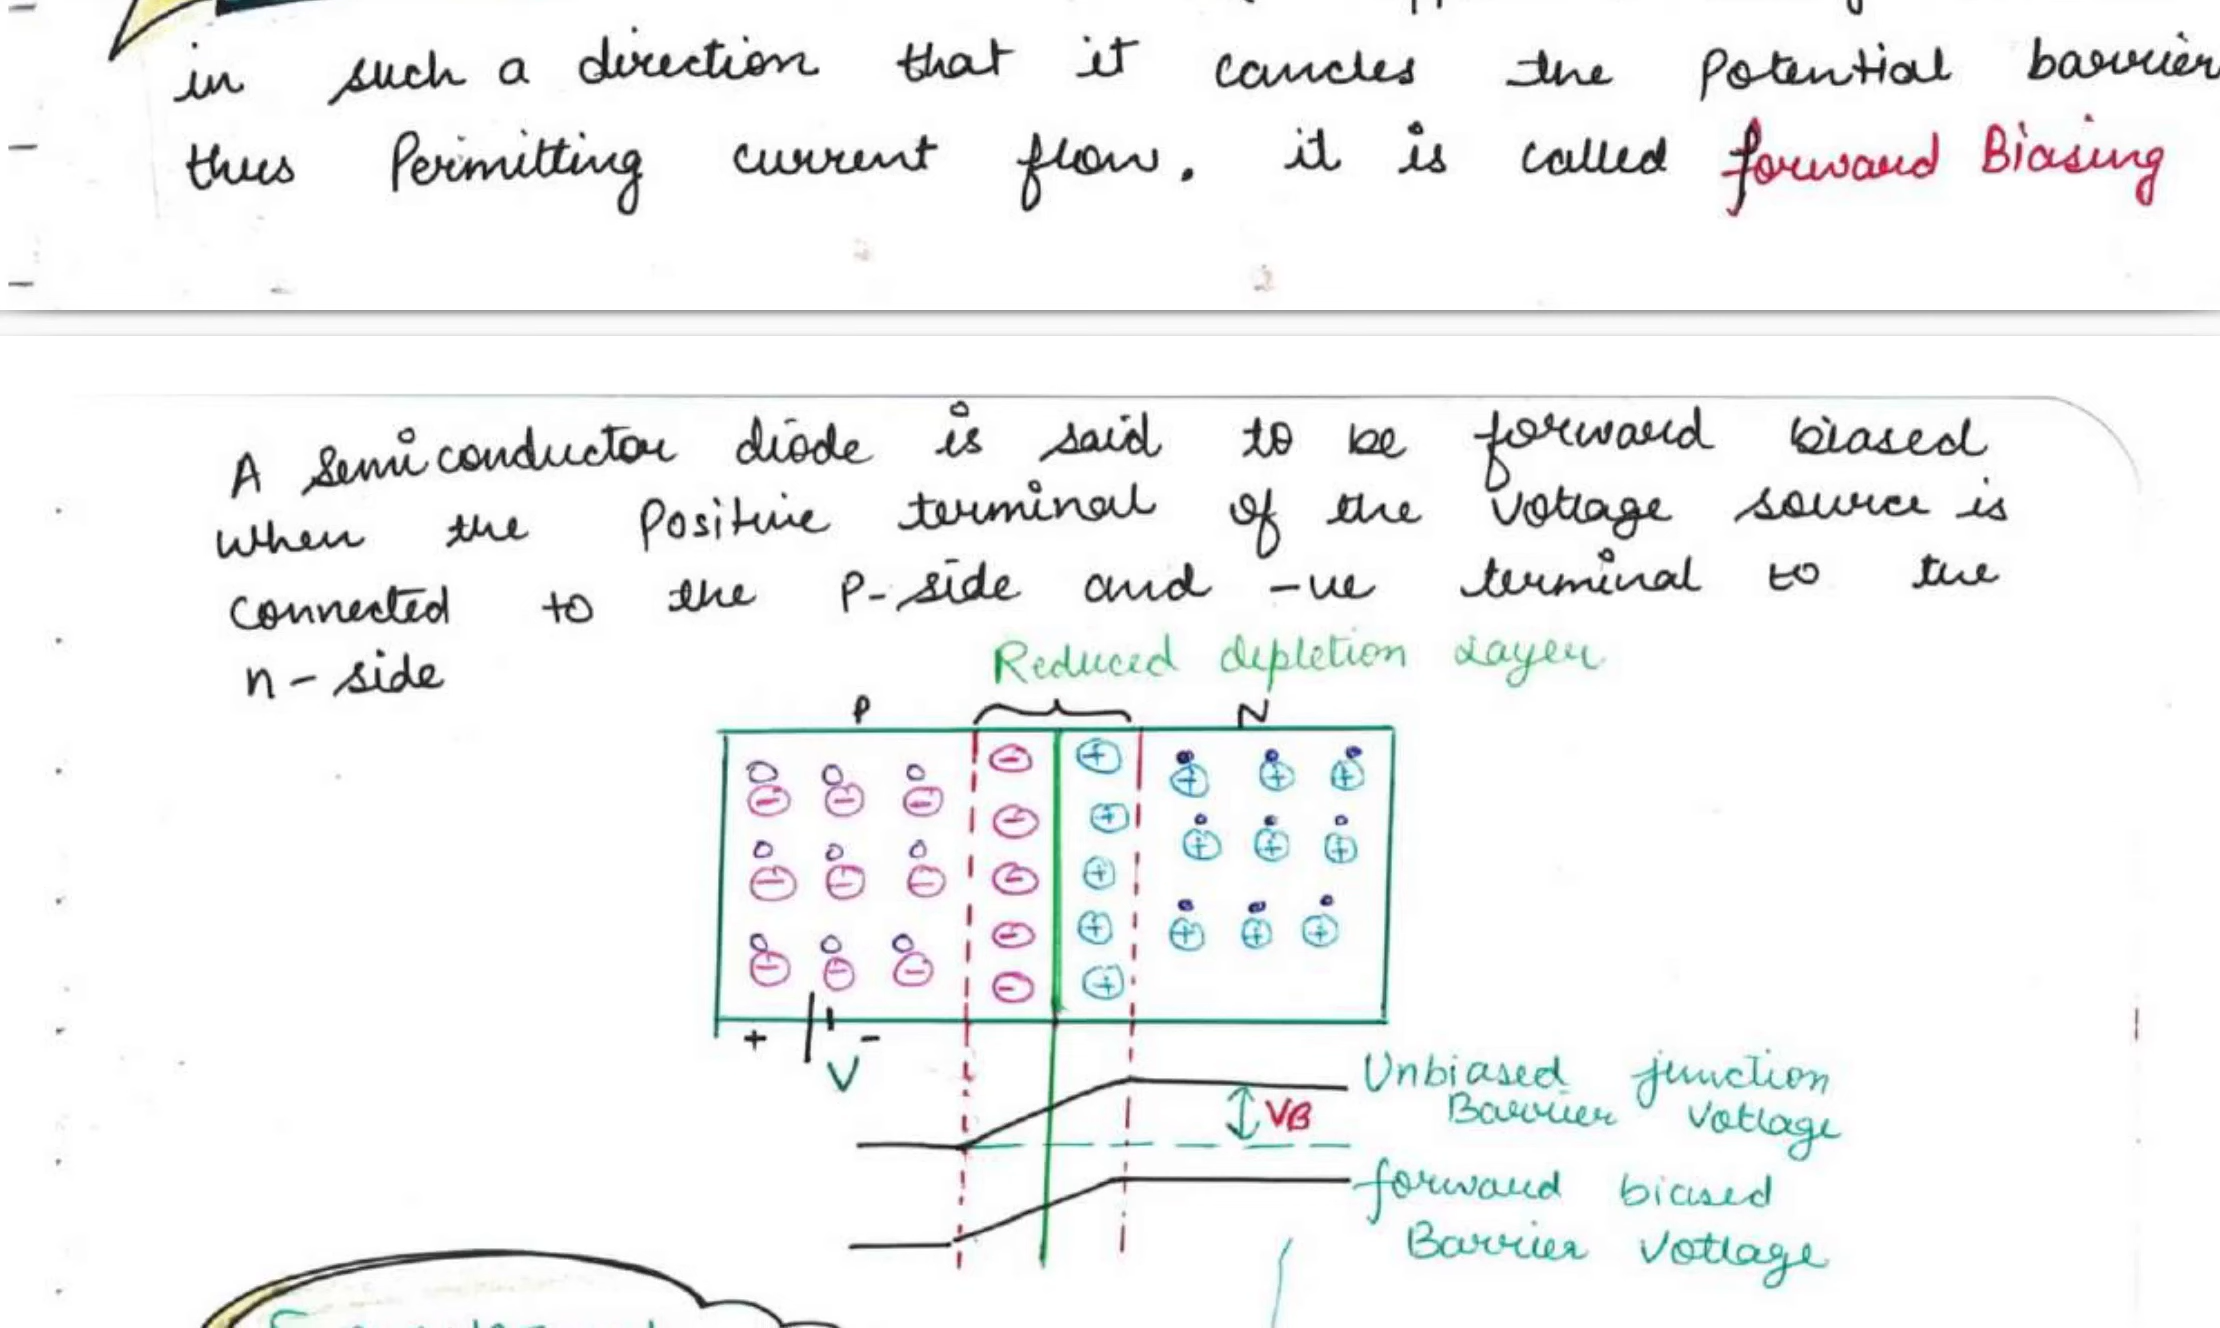 in such a direction that it cancles the Potential barrier
thus Permitting current flow. it is called forward Biasing
A Semiconductor diode is said to be forward biased
when the Positive terminal of the Voltage source is
connected to the P-side and -ve terminal to the
n-side
Reduced depletion Layer
P N
+ -
V
Unbiased junction
Barrier Voltage
VB
forward biased
Barrier Voltage